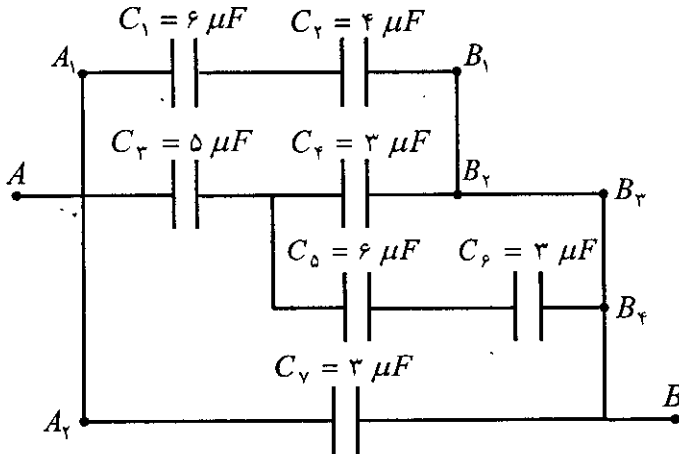 C₁ = ۶ μF C₂ = ۴ μF
A₁ B₁
C₃ = ۵ μF C₄ = ۳ μF
A B₂ B₃
C₅ = ۶ μF C₆ = ۳ μF
B₄
C₇ = ۳ μF
A₂ B